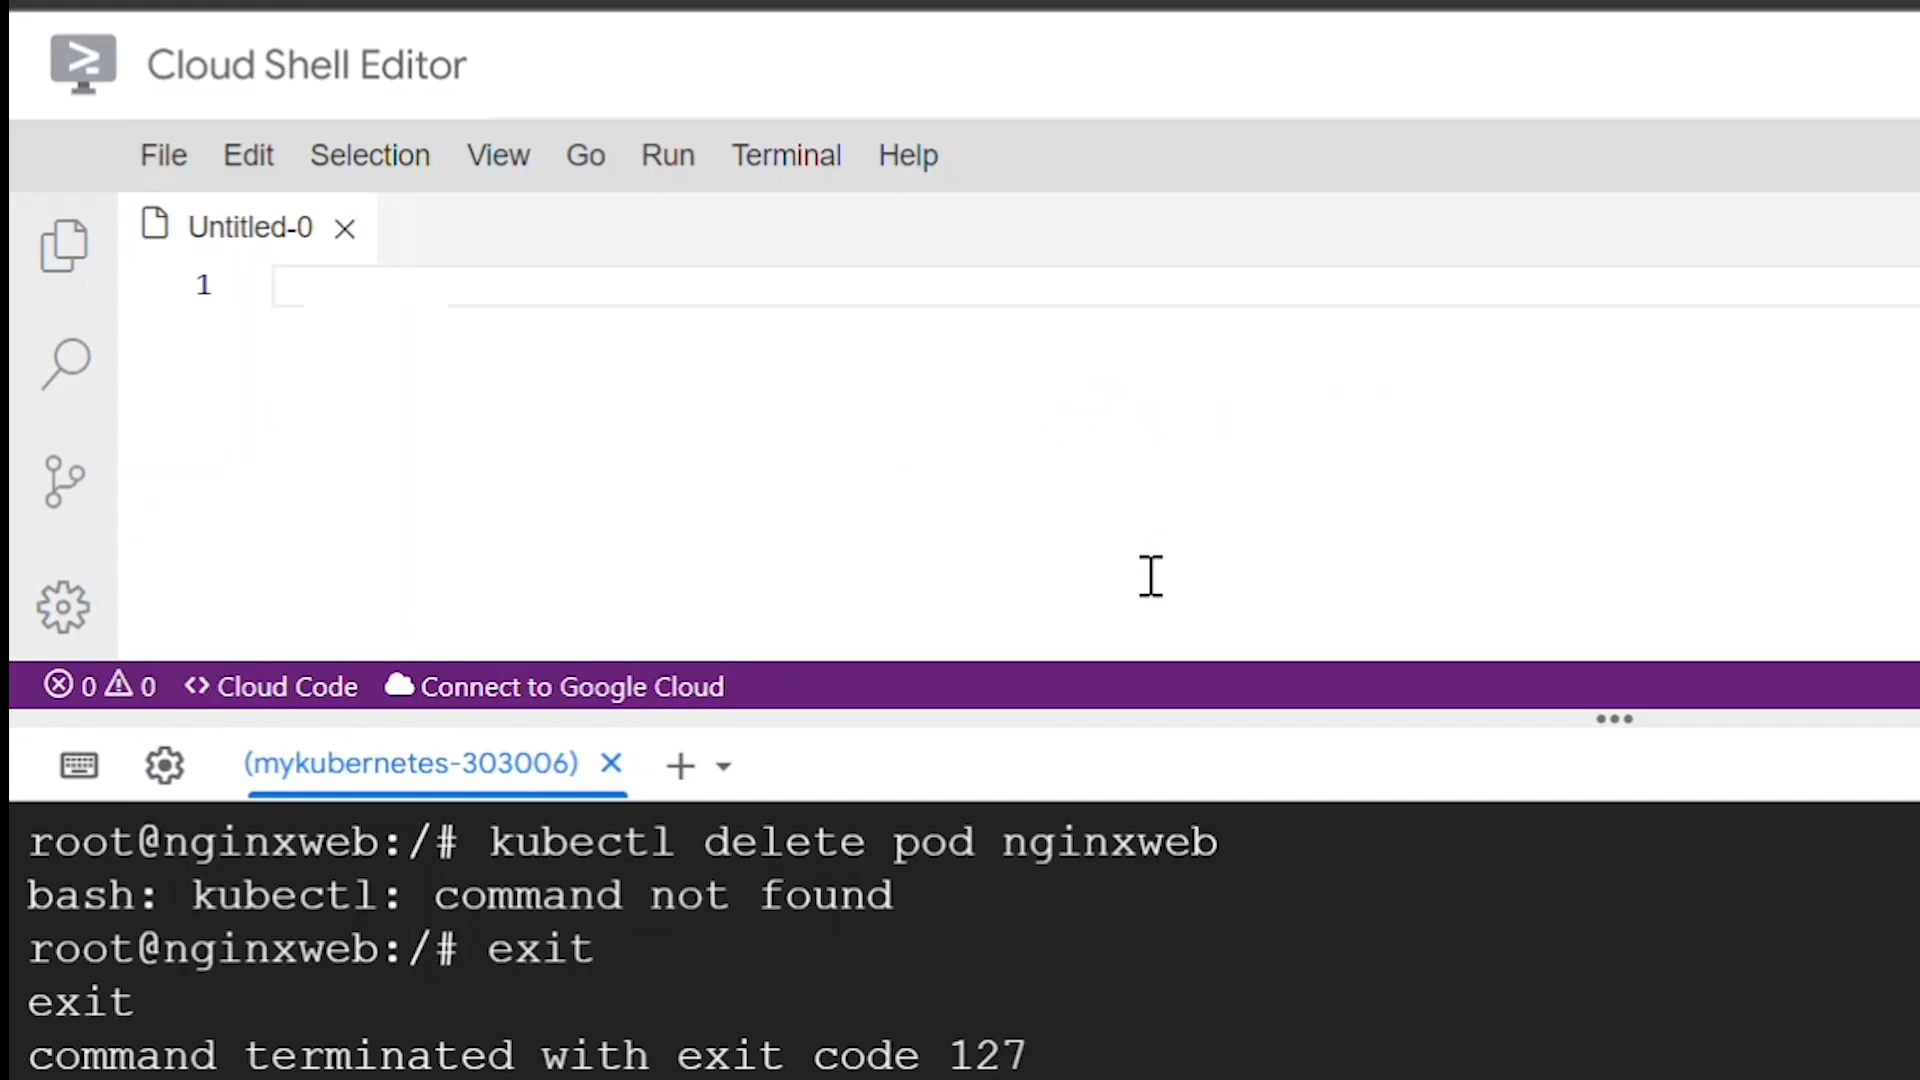 Cloud Shell Editor
File Edit Selection View Go Run Terminal Help
Untitled-0
1
0 0 Cloud Code Connect to Google Cloud
(mykubernetes-303006)
root@nginxweb:/# kubectl delete pod nginxweb
bash: kubectl: command not found
root@nginxweb:/# exit
exit
command terminated with exit code 127